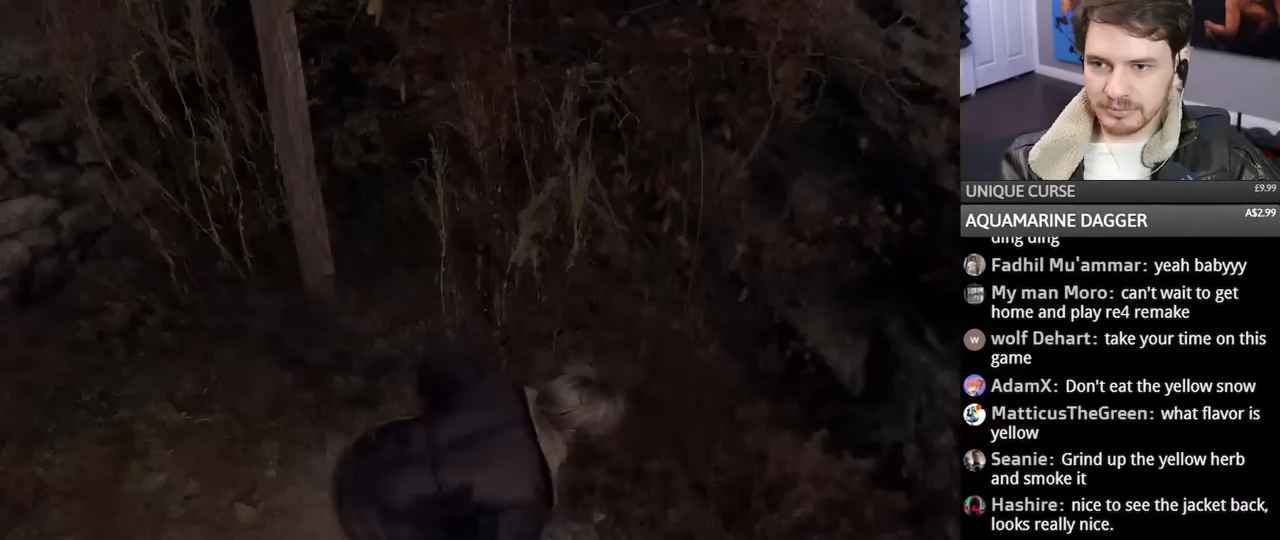 UNIQUE CURSE £9.99
AQUAMARINE DAGGER A$2.99
ding ding
Fadhil Mu'ammar: yeah babyyy
My man Moro: can't wait to get
home and play re4 remake
W wolf Dehart: take your time on this
game
AdamX: Don't eat the yellow snow
MatticusTheGreen: what flavor is
yellow
Seanie: Grind up the yellow herb
and smoke it
Hashire: nice to see the jacket back,
looks really nice.